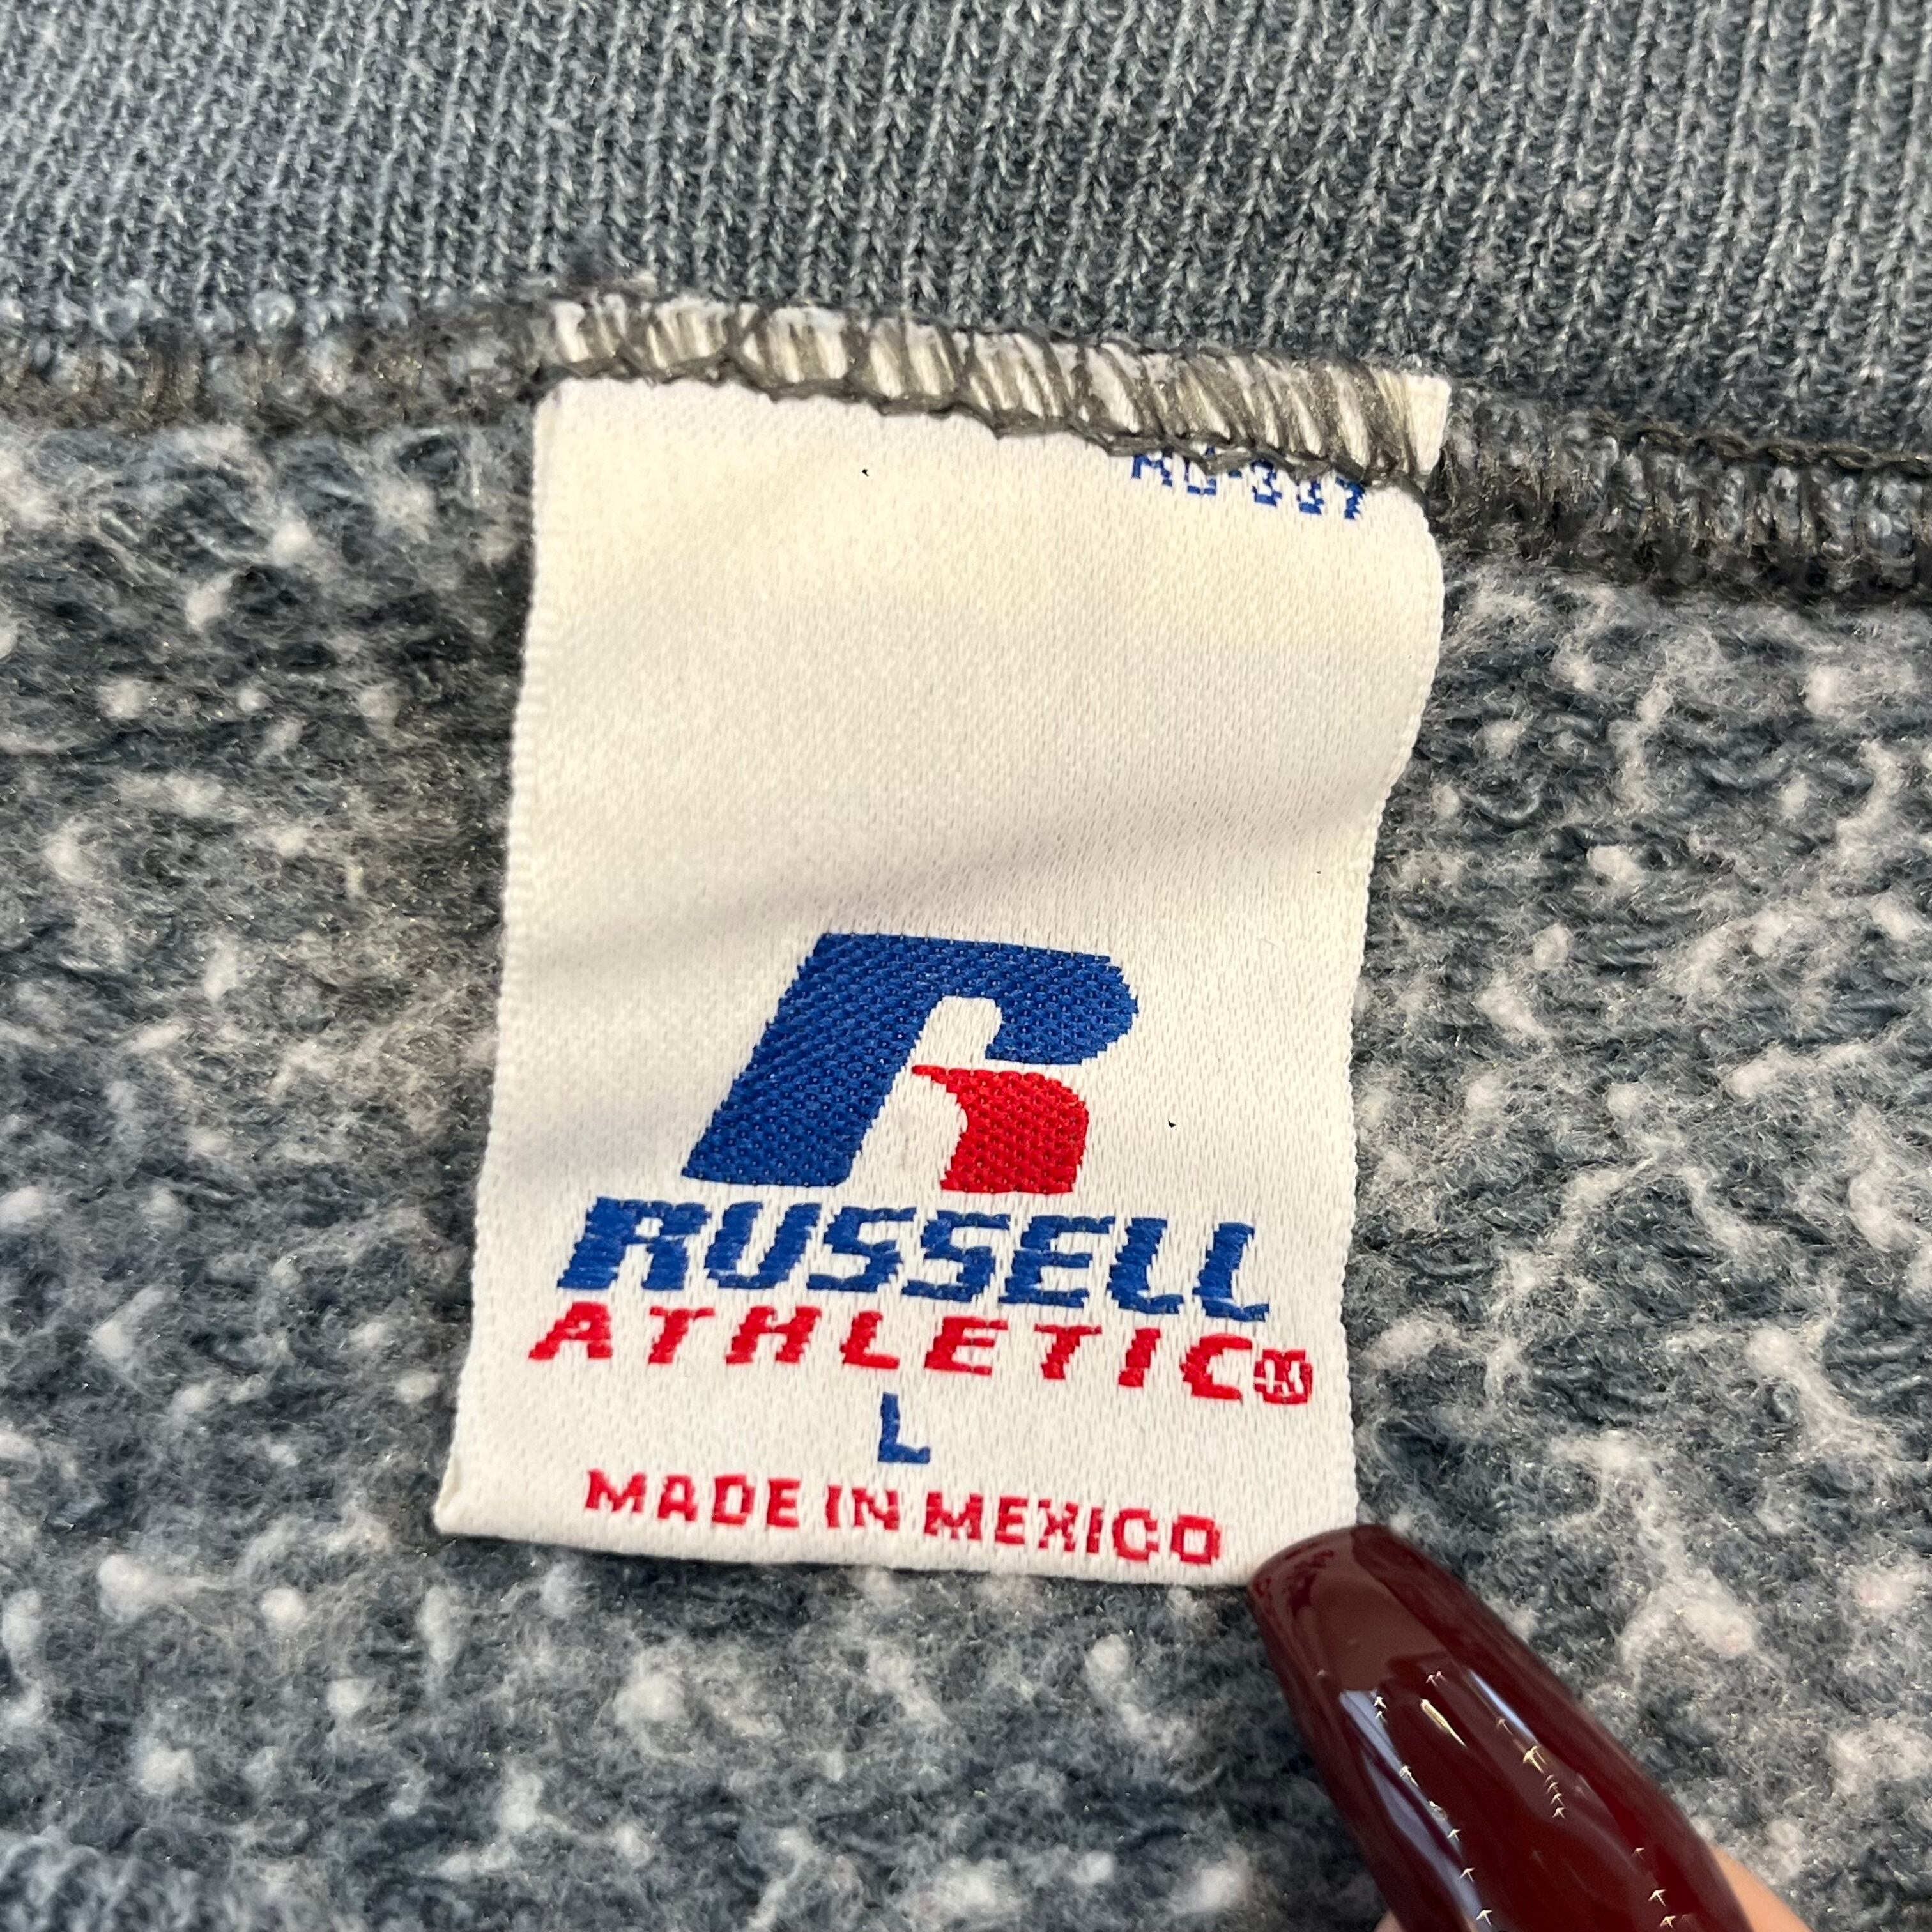 RUSSELL
ATHLETIC®
L
MADE IN MEXICO